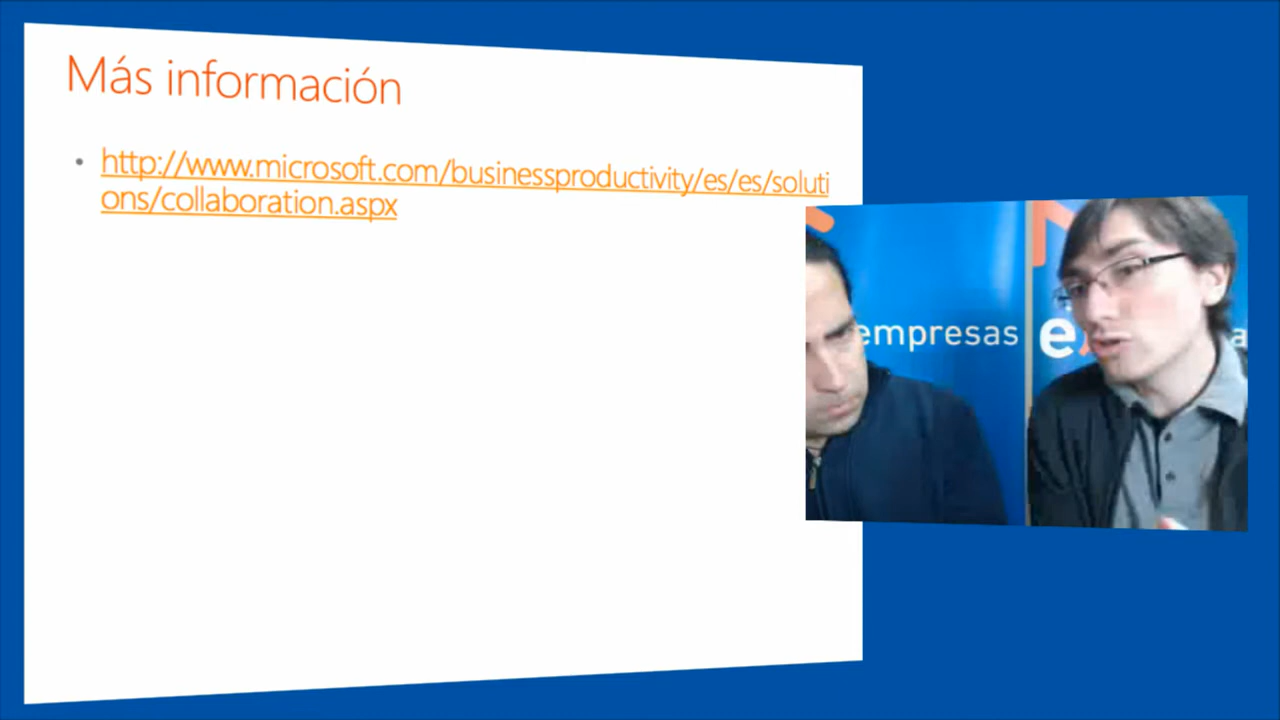 Más información
• http://www.microsoft.com/businessproductivity/es/es/soluti
ons/collaboration.aspx
empresas